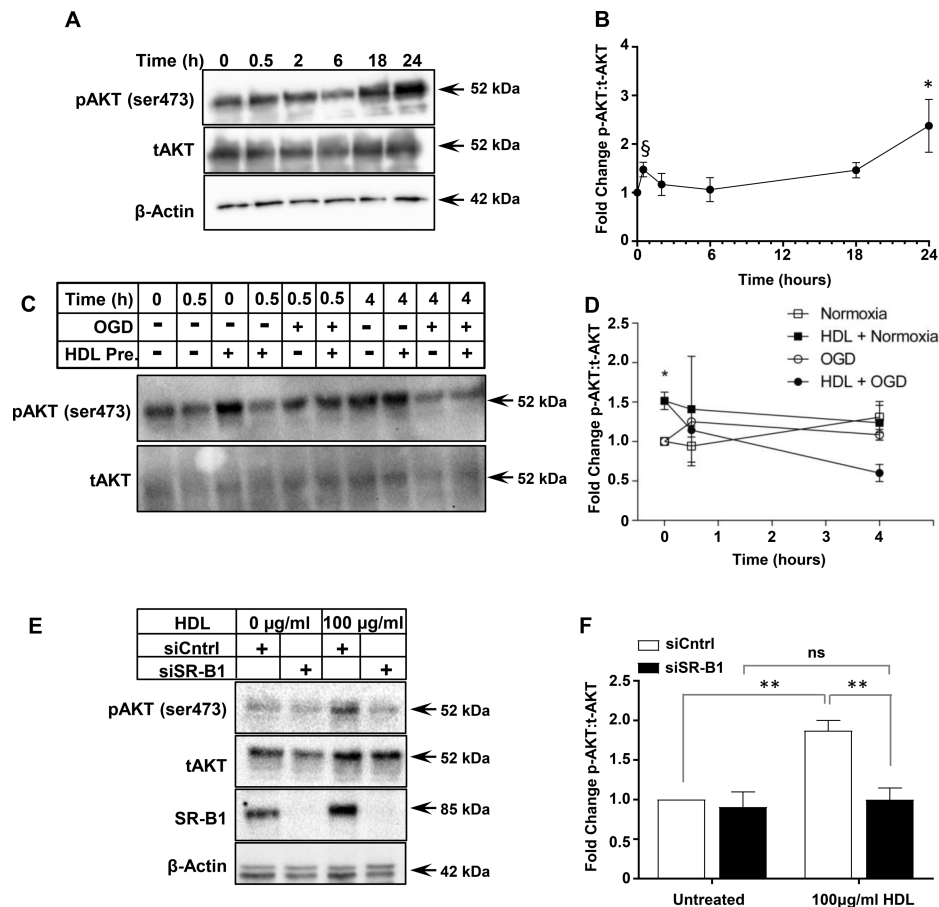 A
Time (h) 0 0.5 2 6 18 24
pAKT (ser473)
52 kDa
tAKT
52 kDa
β-Actin
42 kDa
B
Fold Change p-AKT:t-AKT
4
3
2
1
0
§
*
0 6 12 18 24
Time (hours)
C
Time (h) 0 0.5 0 0.5 0.5 0.5 4 4 4 4
OGD - - - - + + - - + +
HDL Pre. - - + + - + - + - +
pAKT (ser473)
52 kDa
tAKT
52 kDa
D
Fold Change p-AKT:t-AKT
2.5
2.0
1.5
1.0
0.5
0
*
Normoxia
HDL + Normoxia
OGD
HDL + OGD
0 1 2 3 4
Time (hours)
E
HDL 0 µg/ml 100 µg/ml
siCntrl + +
siSR-B1 + +
pAKT (ser473)
52 kDa
tAKT
52 kDa
SR-B1
85 kDa
β-Actin
42 kDa
F
siCntrl
siSR-B1
ns
** **
Fold Change p-AKT:t-AKT
2.5
2.0
1.5
1.0
0.5
0
Untreated 100µg/ml HDL